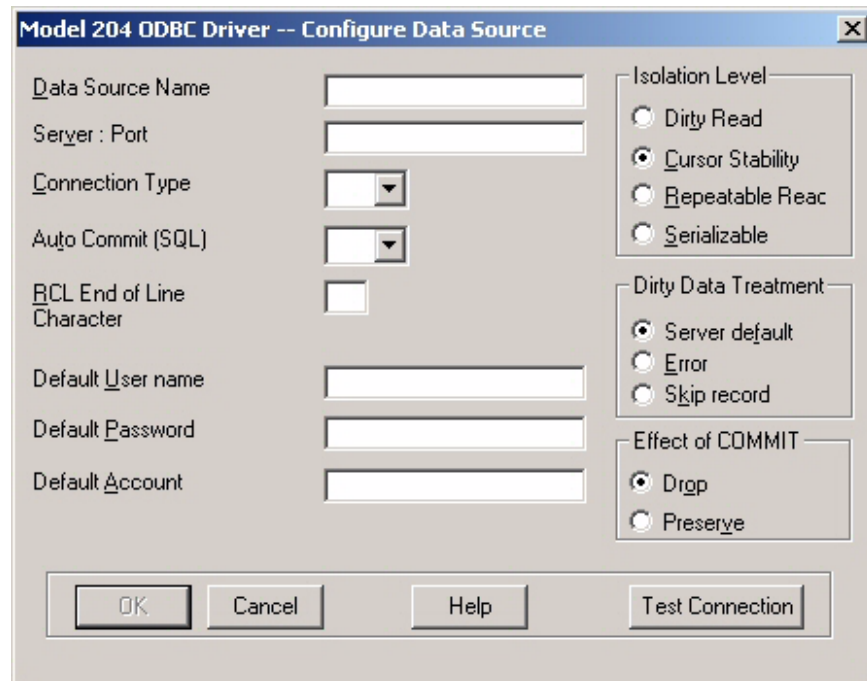 Model 204 ODBC Driver -- Configure Data Source
Data Source Name
Server : Port
Connection Type
Auto Commit (SQL)
RCL End of Line
Character
Default User name
Default Password
Default Account
Isolation Level
Dirty Read
Cursor Stability
Repeatable Reac
Serializable
Dirty Data Treatment
Server default
Error
Skip record
Effect of COMMIT
Drop
Preserve
OK
Cancel
Help
Test Connection